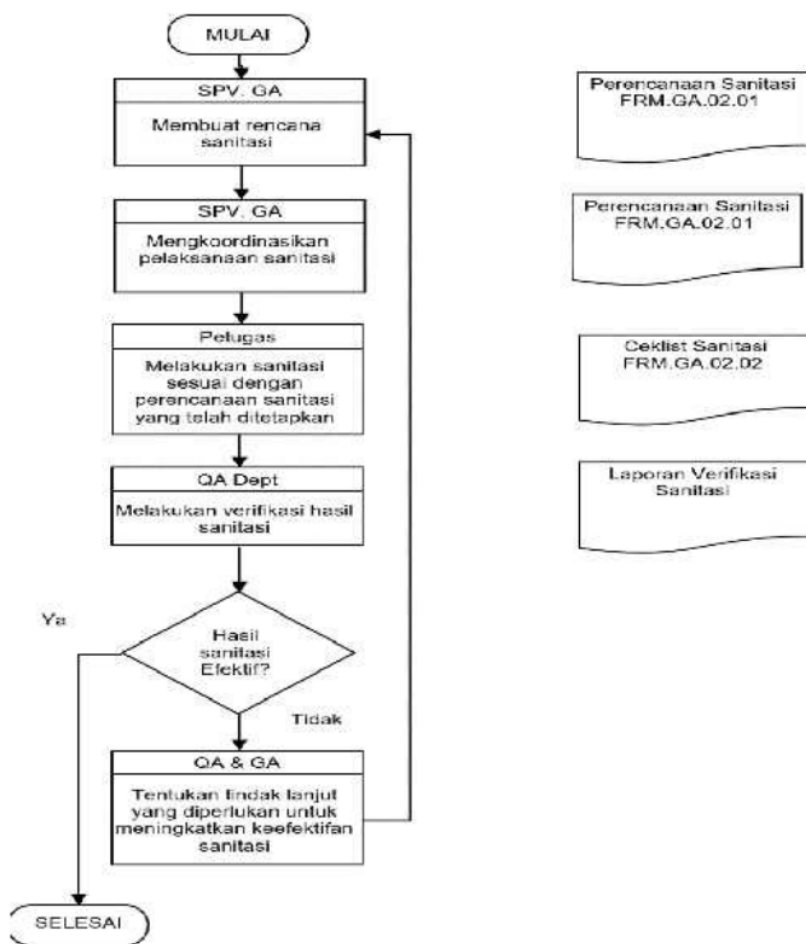 MULAI
SPV. GA
Membuat rencana
sanitasi
Perencanaan Sanitasi
FRM.GA.02.01
SPV. GA
Mengkoordinasikan
pelaksanaan sanitasi
Perencanaan Sanitasi
FRM.GA.02.01
Petugas
Melakukan sanitasi
sesuai dengan
perencanaan sanitasi
yang telah ditetapkan
Ceklist Sanitasi
FRM.GA.02.02
QA Dept
Melakukan verifikasi hasil
sanitasi
Laporan Verifikasi
Sanitasi
Ya
Hasil
sanitasi
Efektif?
Tidak
QA & GA
Tentukan tindak lanjut
yang diperlukan untuk
meningkatkan keefektifan
sanitasi
SELESAI